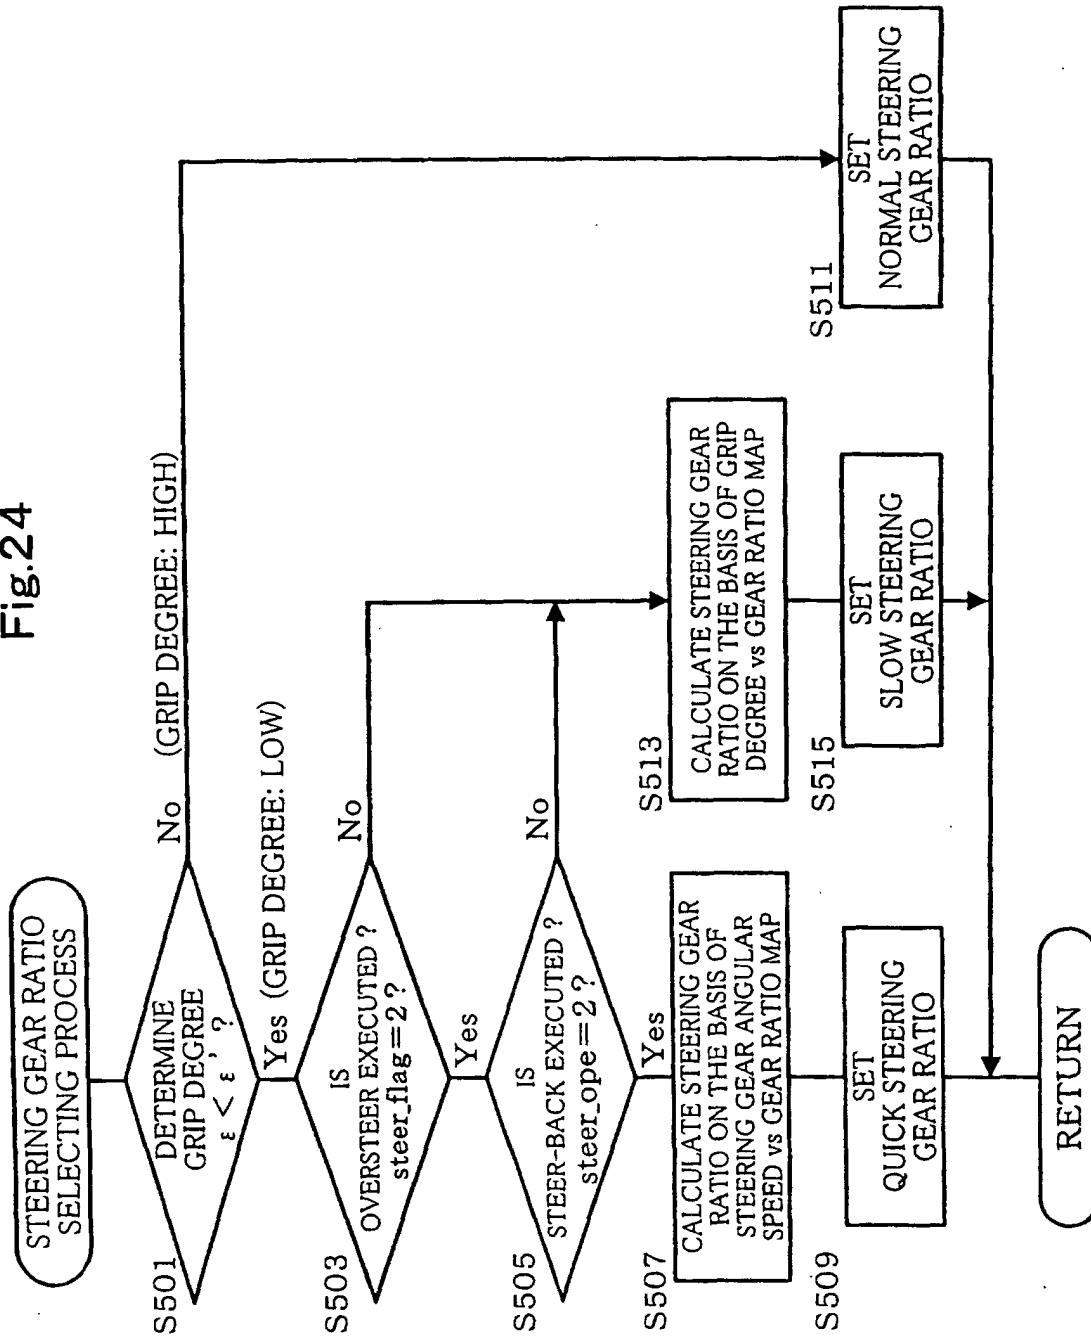 Fig.24
STEERING GEAR RATIO
SELECTING PROCESS
S501
DETERMINE
GRIP DEGREE
ε < ε' ?
No
(GRIP DEGREE: HIGH)
Yes (GRIP DEGREE: LOW)
S503
IS
OVERSTEER EXECUTED ?
steer_flag=2 ?
No
Yes
S505
IS
STEER-BACK EXECUTED ?
steer_ope=2 ?
No
Yes
S507
CALCULATE STEERING GEAR
RATIO ON THE BASIS OF
STEERING GEAR ANGULAR
SPEED vs GEAR RATIO MAP
S513
CALCULATE STEERING GEAR
RATIO ON THE BASIS OF GRIP
DEGREE vs GEAR RATIO MAP
S509
SET
QUICK STEERING
GEAR RATIO
S515
SET
SLOW STEERING
GEAR RATIO
S511
SET
NORMAL STEERING
GEAR RATIO
RETURN